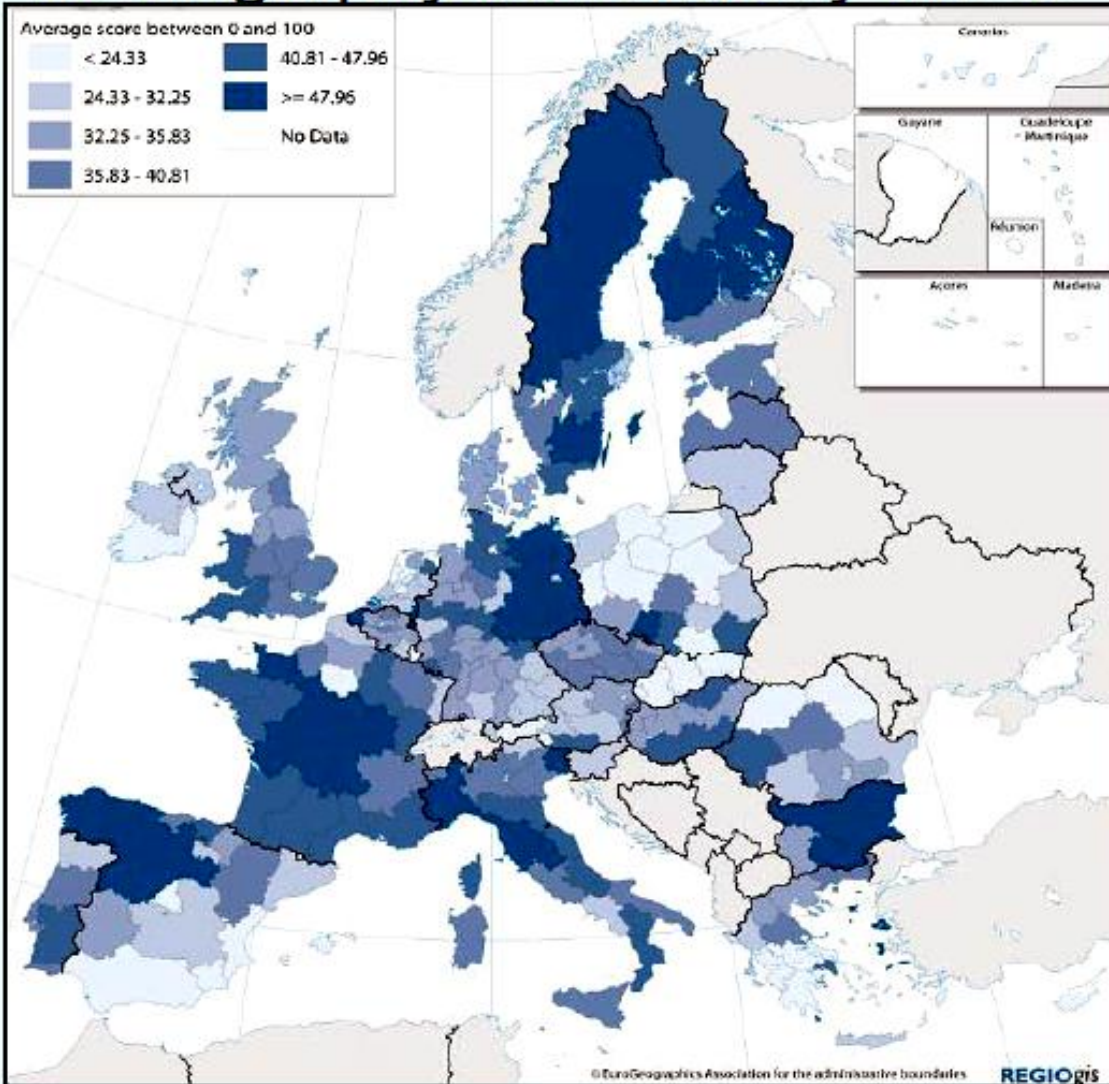 Average score between 0 and 100
< 24.33
24.33 - 32.25
32.25 - 35.83
35.83 - 40.81
40.81 - 47.96
>= 47.96
No Data
Canarias
Guyane
Guadeloupe
Martinique
Réunion
Açores
Madeira
© EuroGeographics Association for the administrative boundaries
REGIOgis